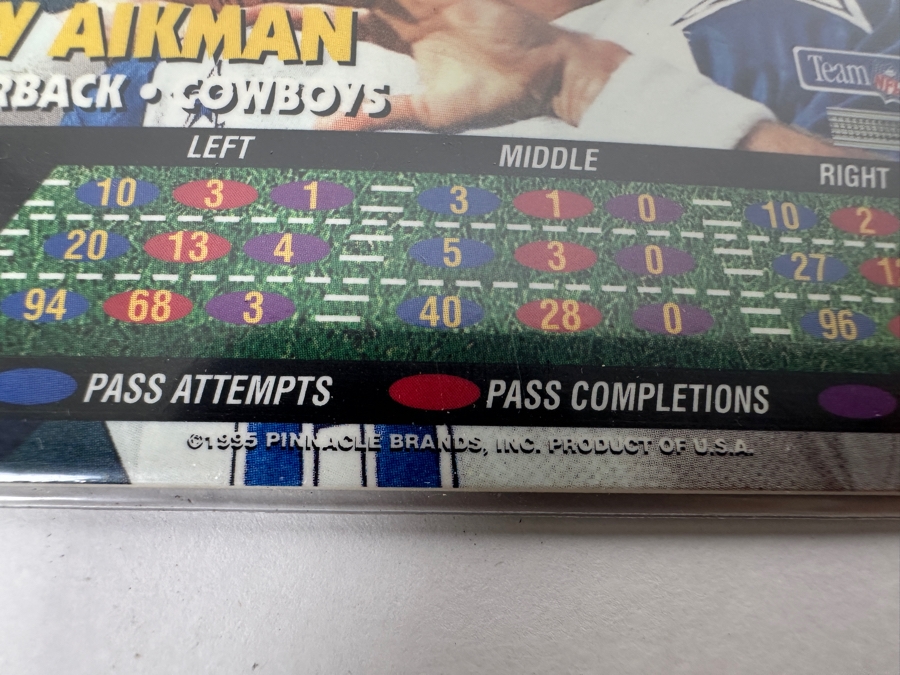 Y AIKMAN
RBACK • COWBOYS
Team NFL
LEFT MIDDLE RIGHT
10 3 1 3 1 0 10 2
20 13 4 5 3 0 27 1
94 68 3 40 28 0 96
PASS ATTEMPTS PASS COMPLETIONS
©1995 PINNACLE BRANDS, INC. PRODUCT OF U.S.A.